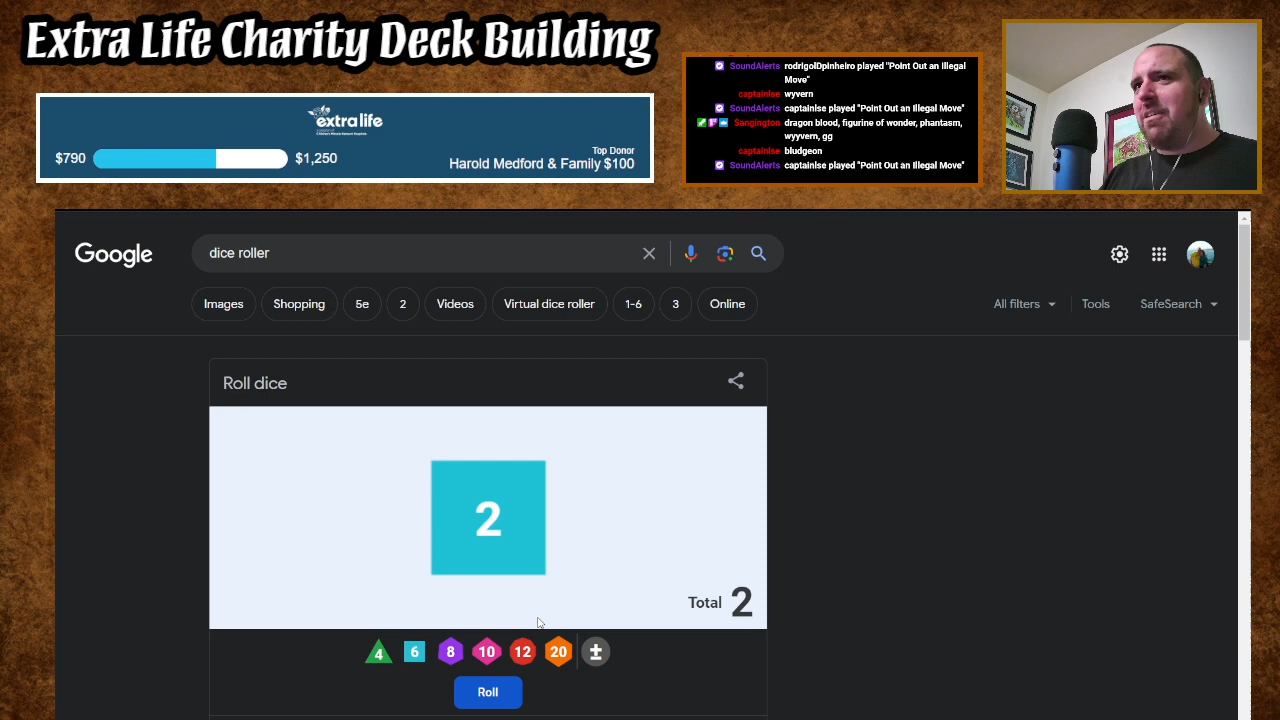 Extra Life Charity Deck Building
extralife
$790
$1,250
Top Donor
Harold Medford & Family $100
SoundAlerts rodrigolDpinheiro played "Point Out an Illegal
Move"
captainlse wyvern
SoundAlerts captainlse played "Point Out an Illegal Move"
Sangington dragon blood, figurine of wonder, phantasm,
wyyvern, gg
captainlse bludgeon
SoundAlerts captainlse played "Point Out an Illegal Move"
Google
dice roller
Images Shopping 5e 2 Videos Virtual dice roller 1-6 3 Online
All filters Tools SafeSearch
Roll dice
2
Total 2
4 6 8 10 12 20 ±
Roll